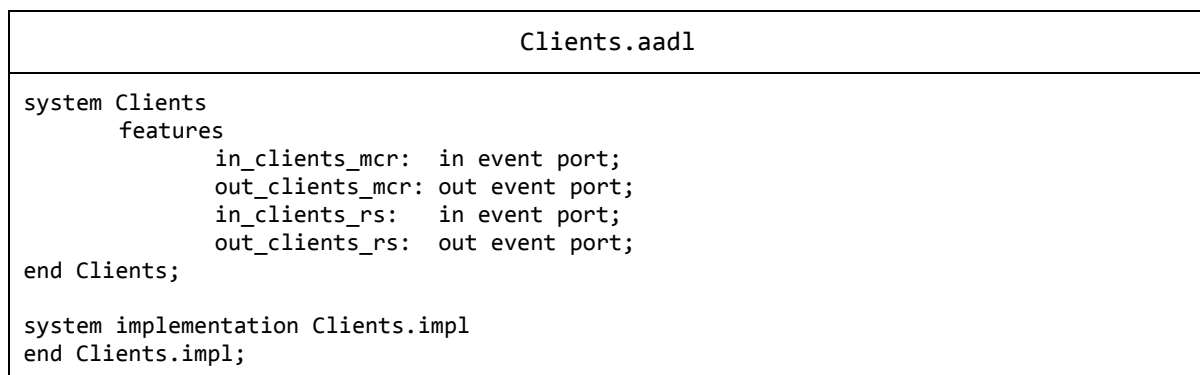 Clients.aadl
system Clients
features
in_clients_mcr: in event port;
out_clients_mcr: out event port;
in_clients_rs: in event port;
out_clients_rs: out event port;
end Clients;
system implementation Clients.impl
end Clients.impl;